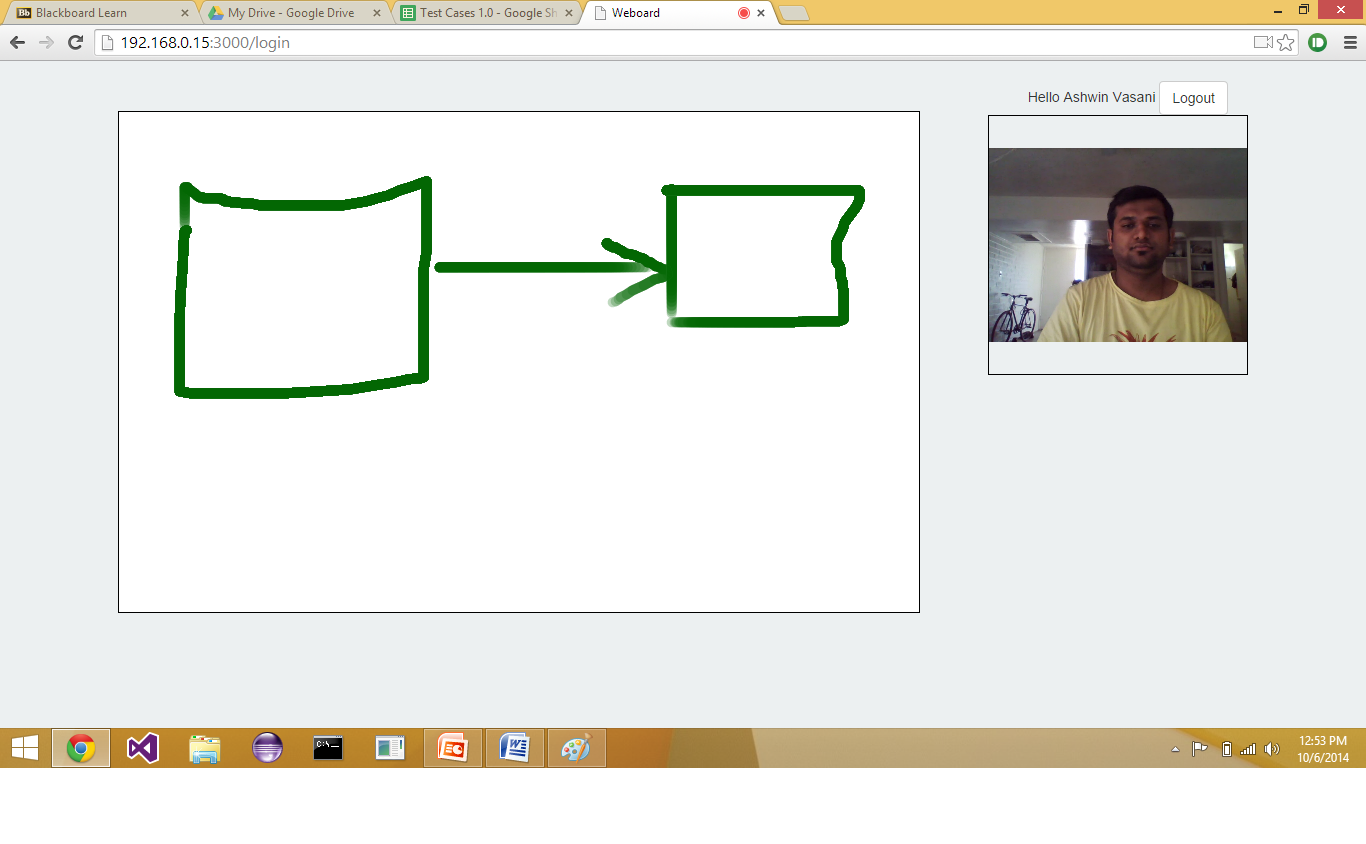 Bb Blackboard Learn
My Drive - Google Drive
Test Cases 1.0 - Google Sh
Weboard
192.168.0.15:3000/login
Hello Ashwin Vasani Logout
C:\
12:53 PM
10/6/2014